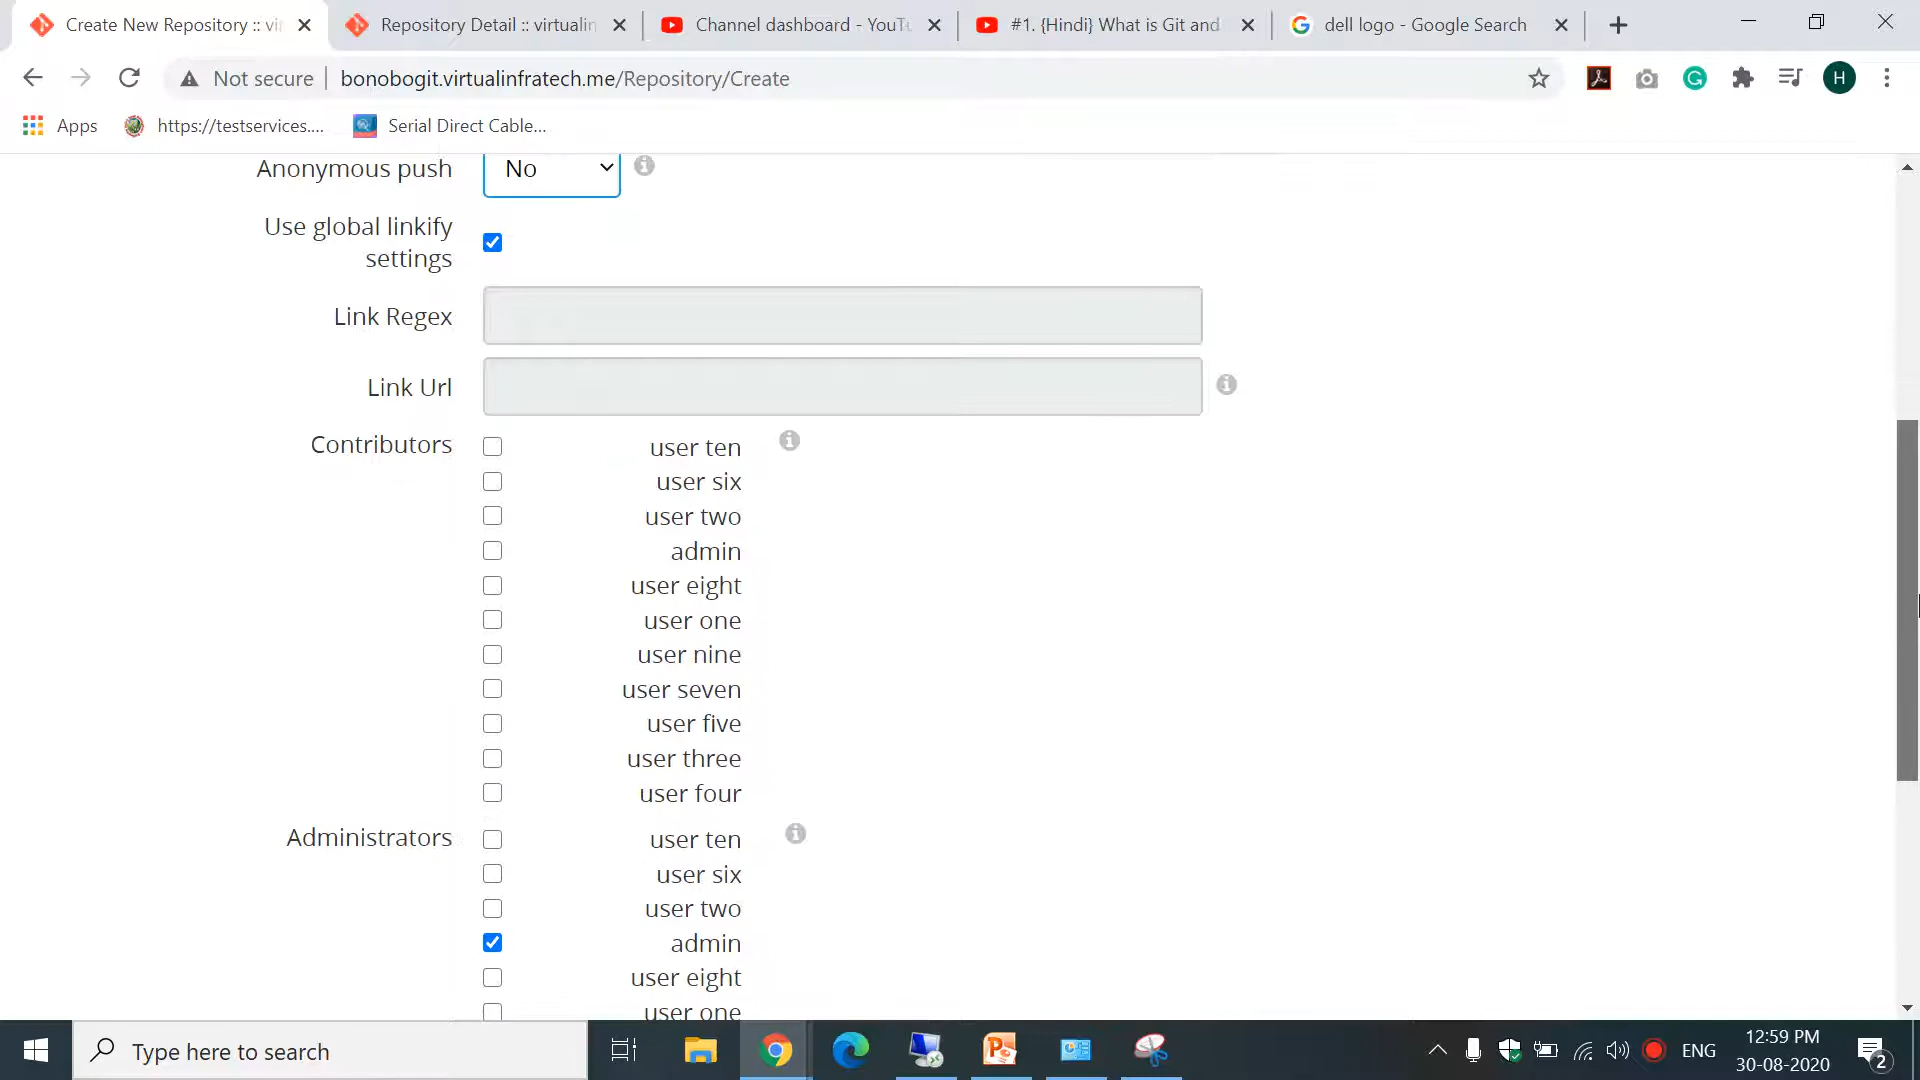 Create New Repository :: vi
Repository Detail :: virtualin
Channel dashboard - YouTu
#1. {Hindi} What is Git and
dell logo - Google Search
Not secure
bonobogit.virtualinfratech.me/Repository/Create
H
Apps
https://testservices....
Serial Direct Cable...
Anonymous push
No
Use global linkify
settings
Link Regex
Link Url
Contributors
user ten
user six
user two
admin
user eight
user one
user nine
user seven
user five
user three
user four
Administrators
user ten
user six
user two
admin
user eight
user one
Type here to search
ENG
12:59 PM
30-08-2020
2